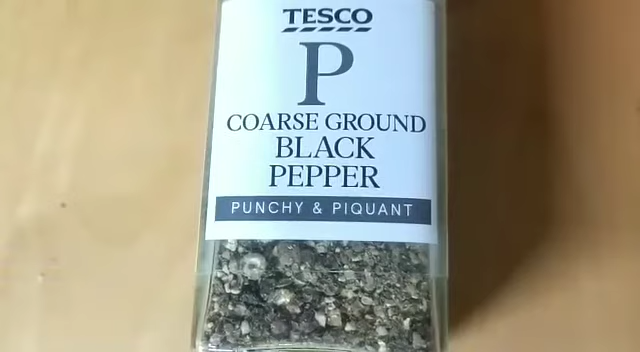 TESCO
P
COARSE GROUND
BLACK
PEPPER
PUNCHY & PIQUANT